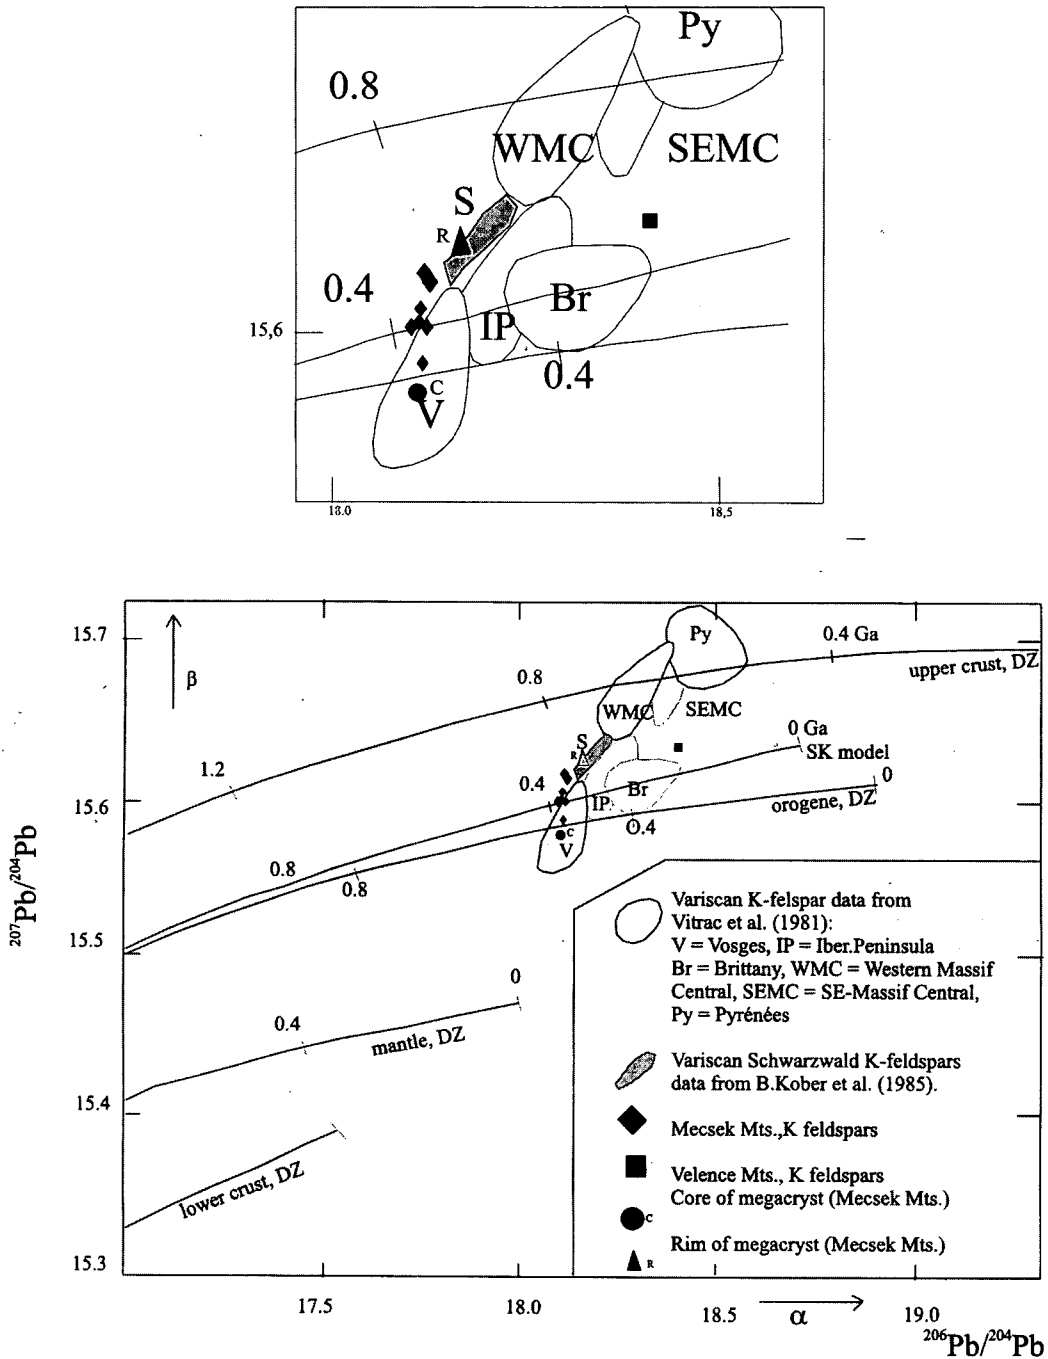 Py
0.8
WMC
SEMC
S
R
0.4
Br
15,6
IP
0.4
C
V
18.0
18,5
15.7
β
Py
0.4 Ga
upper crust, DZ
0.8
WMC
SEMC
1.2
S
R
0 Ga
SK model
0.4
Br
0
15.6
IP
orogene, DZ
0.4
C
V
0.8
0.8
207Pb/204Pb
15.5
Variscan K-felspar data from
Vitrac et al. (1981):
V = Vosges, IP = Iber.Peninsula
Br = Brittany, WMC = Western Massif
Central, SEMC = SE-Massif Central,
Py = Pyrénées
0
0.4
mantle, DZ
Variscan Schwarzwald K-feldspars
data from B.Kober et al. (1985).
15.4
Mecsek Mts.,K feldspars
lower crust, DZ
Velence Mts., K feldspars
Core of megacryst (Mecsek Mts.)
C
Rim of megacryst (Mecsek Mts.)
R
15.3
17.5
18.0
18.5
α
19.0
206Pb/204Pb